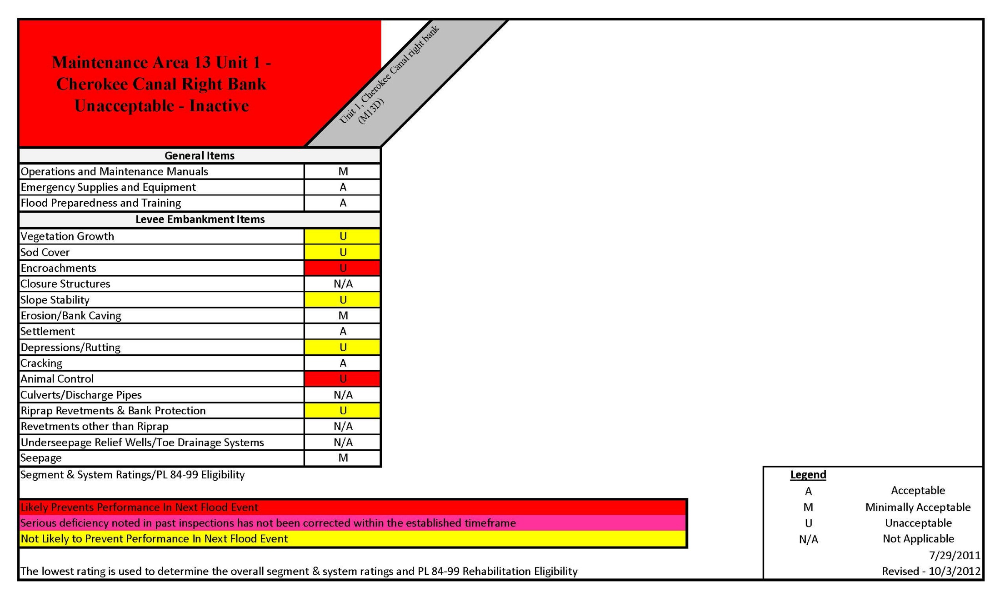 Maintenance Area 13 Unit 1 -
Cherokee Canal Right Bank
Unacceptable - Inactive
Unit 1, Cherokee Canal right bank
(M13D)
General Items
Operations and Maintenance Manuals M
Emergency Supplies and Equipment A
Flood Preparedness and Training A
Levee Embankment Items
Vegetation Growth U
Sod Cover U
Encroachments U
Closure Structures N/A
Slope Stability U
Erosion/Bank Caving M
Settlement A
Depressions/Rutting U
Cracking A
Animal Control U
Culverts/Discharge Pipes N/A
Riprap Revetments & Bank Protection U
Revetments other than Riprap N/A
Underseepage Relief Wells/Toe Drainage Systems N/A
Seepage M
Segment & System Ratings/PL 84-99 Eligibility
Likely Prevents Performance In Next Flood Event
Serious deficiency noted in past inspections has not been corrected within the established timeframe
Not Likely to Prevent Performance In Next Flood Event
The lowest rating is used to determine the overall segment & system ratings and PL 84-99 Rehabilitation Eligibility
Legend
A Acceptable
M Minimally Acceptable
U Unacceptable
N/A Not Applicable
7/29/2011
Revised - 10/3/2012